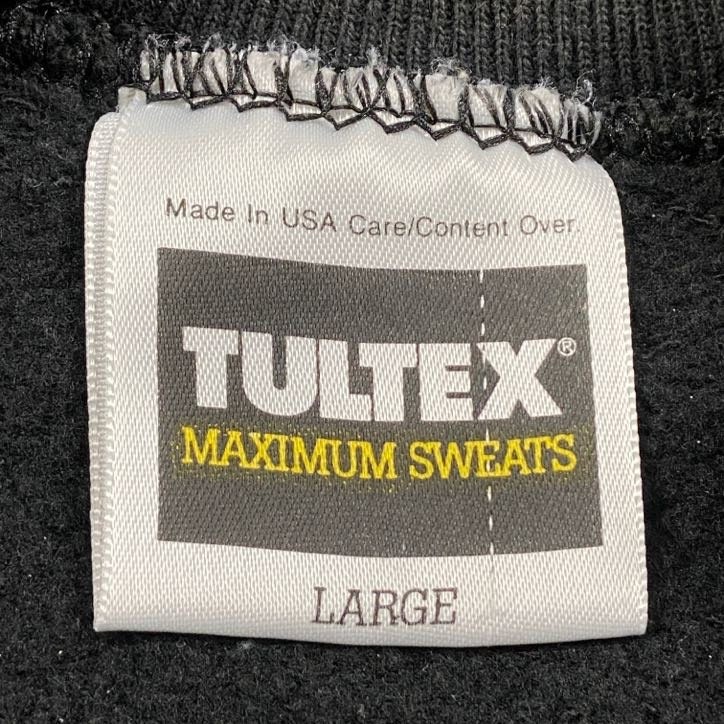 Made In USA Care/Content Over.
TULTEX®
MAXIMUM SWEATS
LARGE